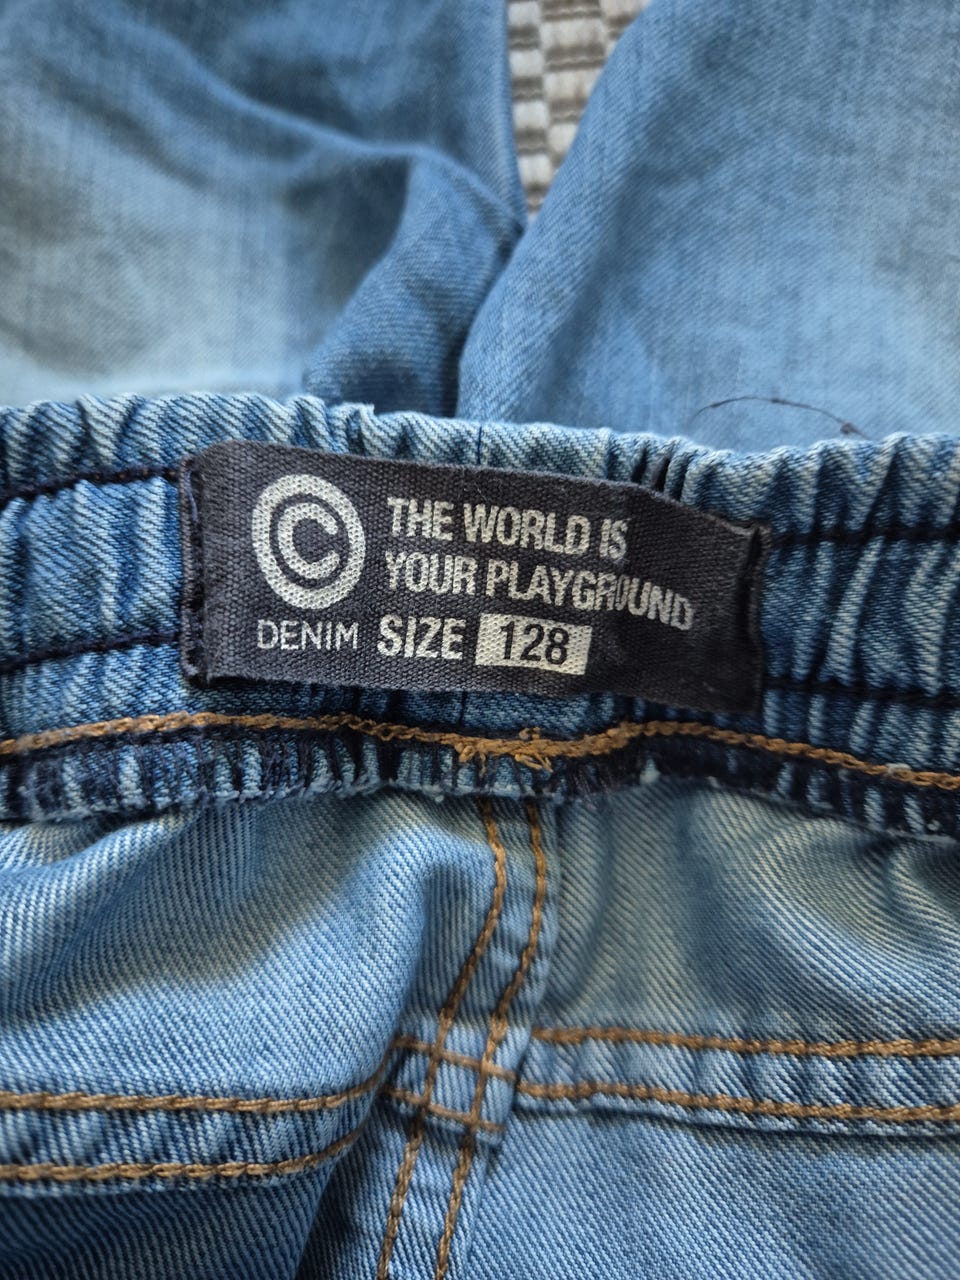 ©
THE WORLD IS
YOUR PLAYGROUND
DENIM SIZE 128